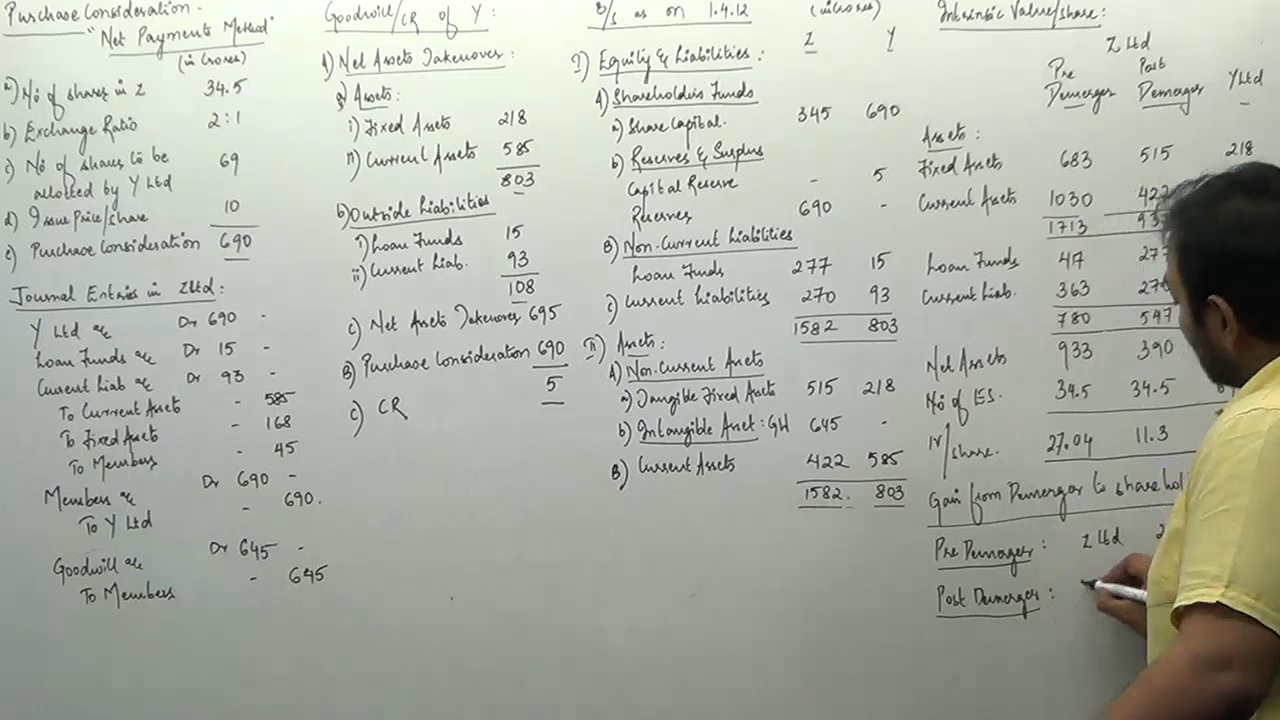 Purchase Consideration -
"Net Payments Method"
(in Crores)
a) No of shares in Z 34.5
b) Exchange Ratio 2:1
c) No of shares to be 69
allotted by Y Ltd
d) Issue Price/share 10
e) Purchase Consideration 690
Journal Entries in ZLtd:
Y Ltd a/c Dr 690 -
Loan Funds a/c Dr 15 -
Current Liab a/c Dr 93 -
To Current Assets - 585
To Fixed Assets - 168
To Members - 45
Members a/c Dr 690 -
To Y Ltd - 690.
Goodwill a/c Dr 645 -
To Members - 645
Goodwill/CR of Y:
A) Net Assets Takenover:
a) Assets:
i) Fixed Assets 218
ii) Current Assets 585
803
b) Outside Liabilities
i) Loan Funds 15
ii) Current Liab. 93
108
c) Net Assets Takenover 695
B) Purchase Consideration 690
C) CR 5
B/S as on 1.4.12 (in crores)
Z Y
I) Equity & Liabilities:
A) Shareholders Funds
a) Share Capital. 345 690
b) Reserves & Surplus
Capital Reserve - 5
Reserves 690 -
B) Non-Current Liabilities
Loan Funds 277 15
C) Current Liabilities 270 93
1582 803
II) Assets:
A) Non-Current Assets
a) Tangible Fixed Assets 515 218
b) Intangible Asset: GW 645 -
B) Current Assets 422 585
1582. 803
Intrinsic Value/share:
Z Ltd
Pre Demerger Post Demerger Y Ltd
Assets:
Fixed Assets 683 515 218
Current Assets 1030 422
1713
Loan Funds 417
Current Liab. 363
780 547
Net Assets 933 390
No of E.S. 34.5 34.5
IV/share. 27.04 11.3
Gain from Demerger to
Pre Demerger: Z Ltd
Post Demerger: